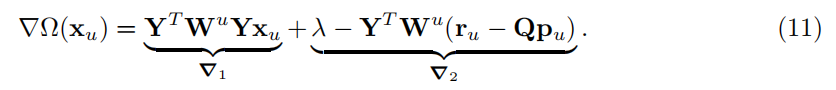 ∇Ω(x_u) = Y^T W^u Y x_u + λ − Y^T W^u (r_u − Q p_u) . (11)
∇_1 ∇_2